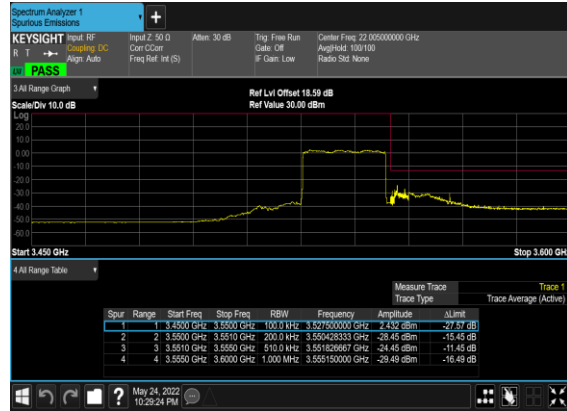 Spectrum Analyzer 1
Spurious Emissions
+
KEYSIGHT Input: RF Input Z: 50 Ω Atten: 30 dB Trig: Free Run Center Freq: 22.005000000 GHz
R T Coupling: DC Corr CCorr Gate: Off Avg|Hold: 100/100
Align: Auto Freq Ref: Int (S) IF Gain: Low Radio Std: None
PASS
3 All Range Graph
Ref Lvl Offset 18.59 dB
Scale/Div 10.0 dB Ref Value 30.00 dBm
Log
20.0
10.0
0.00
-10.0
-20.0
-30.0
-40.0
-50.0
-60.0
Start 3.450 GHz Stop 3.600 GHz
4 All Range Table
Measure Trace Trace 1
Trace Type Trace Average (Active)
Spur Range Start Freq Stop Freq RBW Frequency Amplitude ΔLimit
1 1 3.4500 GHz 3.5500 GHz 100.0 kHz 3.527500000 GHz 2.432 dBm -27.57 dB
2 2 3.5500 GHz 3.5510 GHz 200.0 kHz 3.550428333 GHz -28.45 dBm -15.45 dB
3 3 3.5510 GHz 3.5550 GHz 510.0 kHz 3.551826667 GHz -24.45 dBm -11.45 dB
4 4 3.5550 GHz 3.6000 GHz 1.000 MHz 3.555150000 GHz -29.49 dBm -16.49 dB
? May 24, 2022
10:29:24 PM